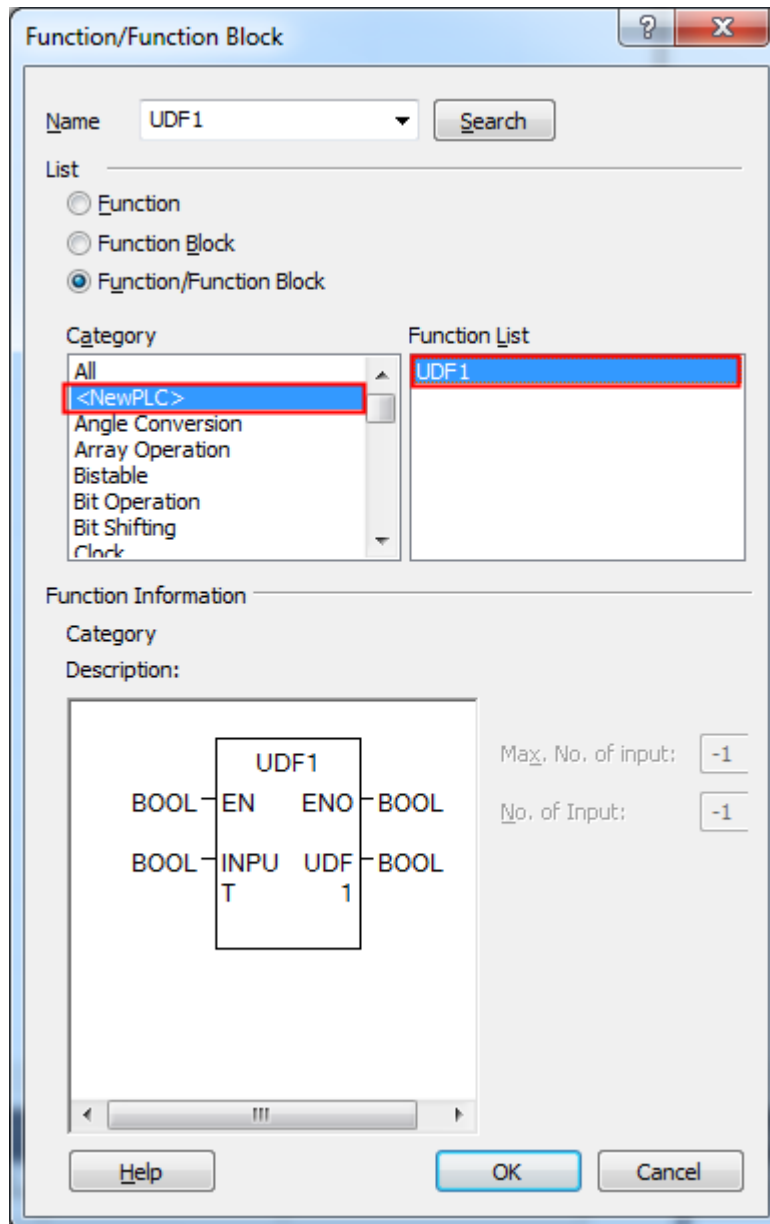 Function/Function Block
Name UDF1 Search
List
Function
Function Block
Function/Function Block
Category Function List
All UDF1
<NewPLC>
Angle Conversion
Array Operation
Bistable
Bit Operation
Bit Shifting
Clock
Function Information
Category
Description:
UDF1 Max. No. of input: -1
BOOL EN ENO BOOL No. of Input: -1
BOOL INPU UDF BOOL
T 1
Help OK Cancel